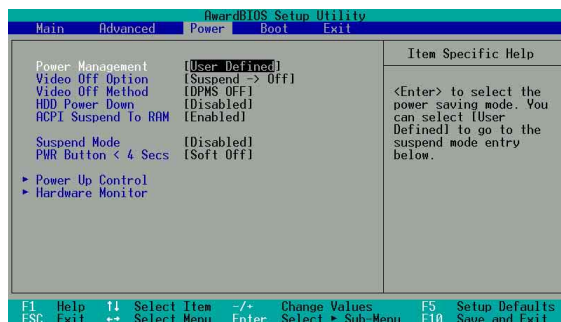 AwardBIOS Setup Utility
Main Advanced Power Boot Exit
Power Management [User Defined]
Video Off Option [Suspend -> Off]
Video Off Method [DPMS OFF]
HDD Power Down [Disabled]
ACPI Suspend To RAM [Enabled]
Suspend Mode [Disabled]
PWR Button < 4 Secs [Soft Off]
► Power Up Control
► Hardware Monitor
Item Specific Help
<Enter> to select the
power saving mode. You
can select [User
Defined] to go to the
suspend mode entry
below.
F1 Help ↑↓ Select Item -/+ Change Values F5 Setup Defaults
ESC Exit ←→ Select Menu Enter Select ► Sub-Menu F10 Save and Exit